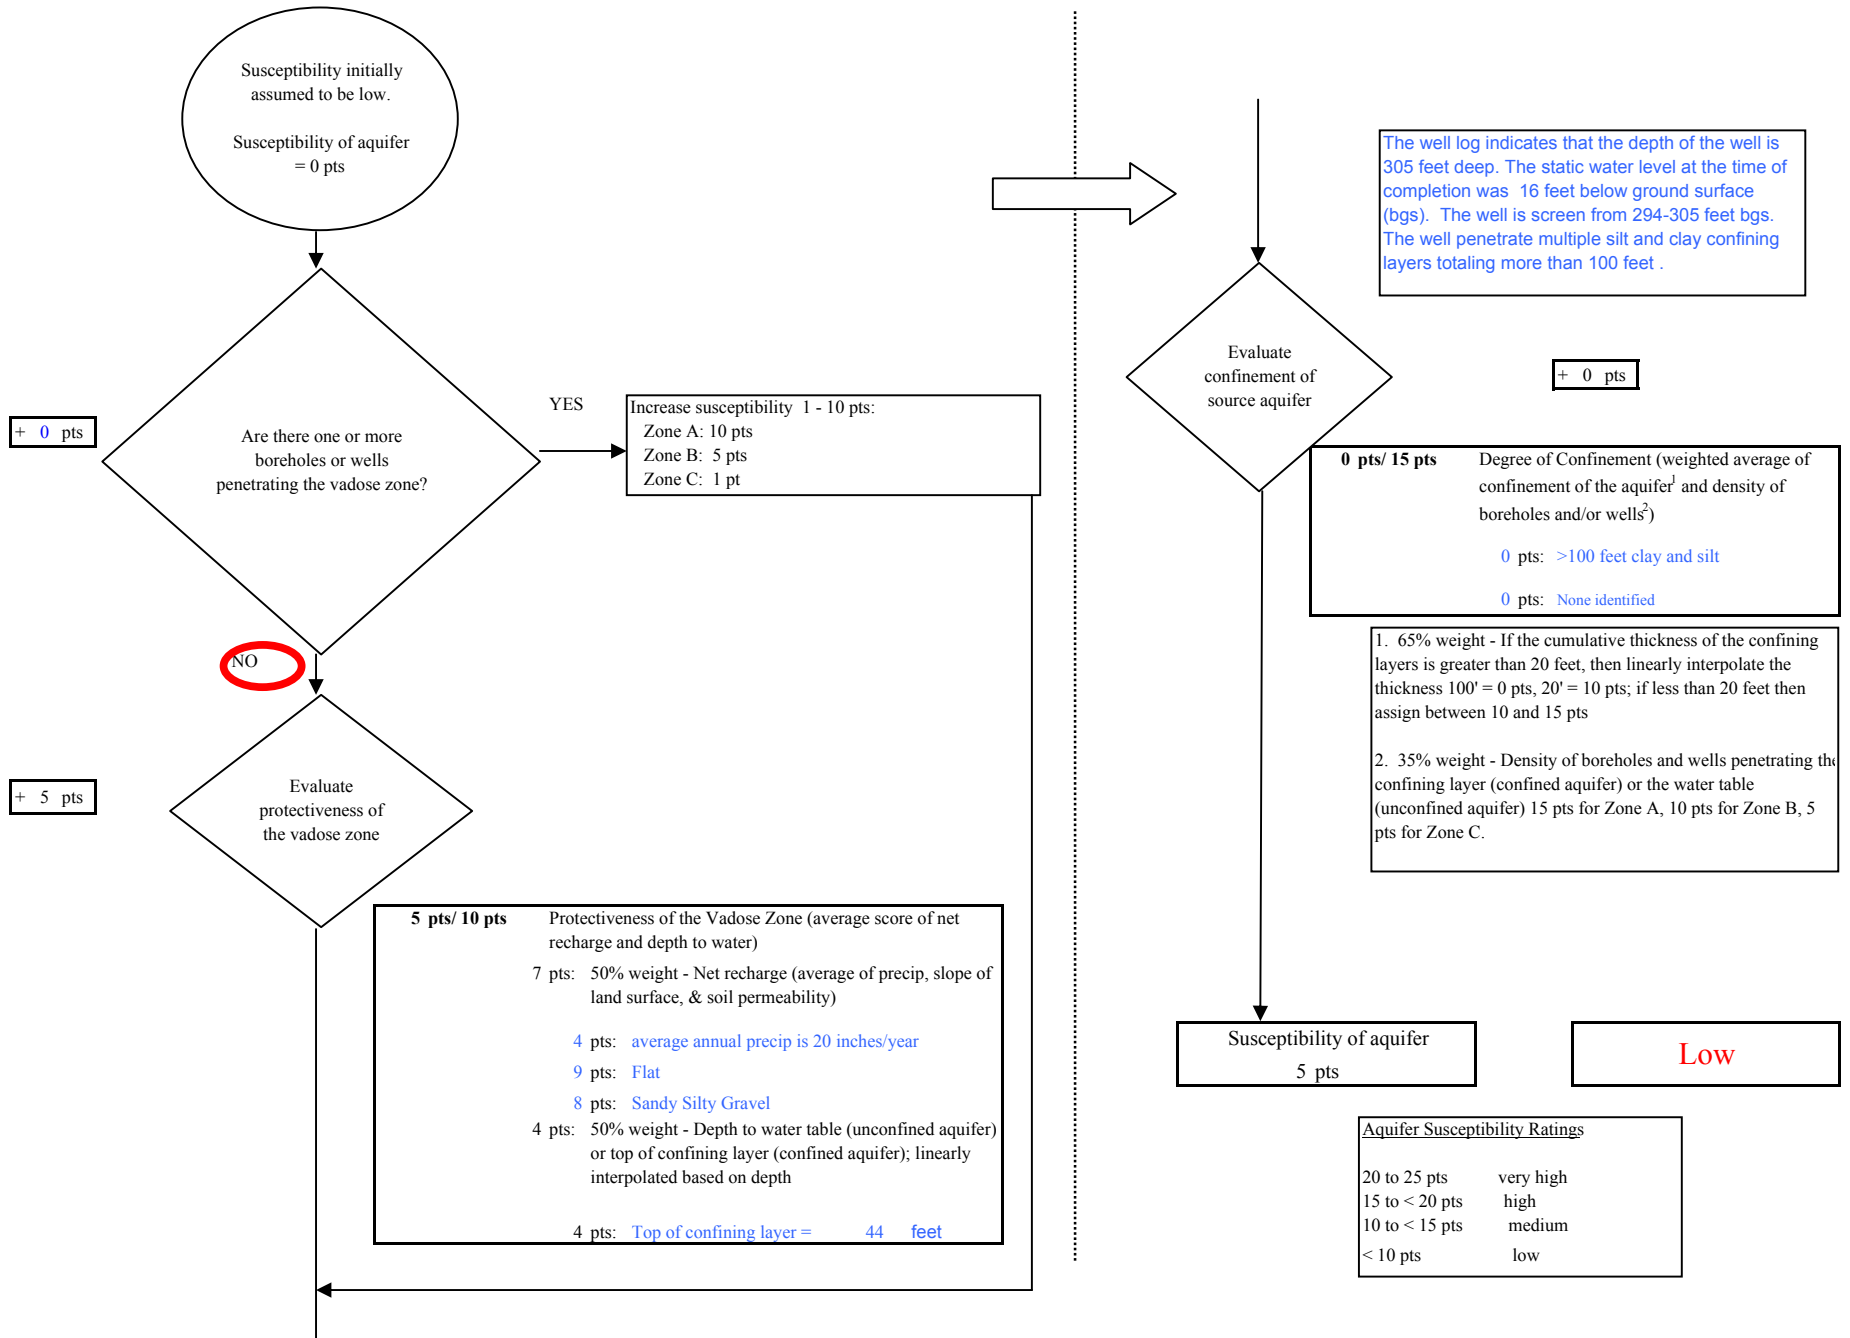 Susceptibility initially
assumed to be low.
Susceptibility of aquifer
= 0 pts
+ 0 pts
Are there one or more
boreholes or wells
penetrating the vadose zone?
YES
Increase susceptibility 1 - 10 pts:
Zone A: 10 pts
Zone B: 5 pts
Zone C: 1 pt
NO
+ 5 pts
Evaluate
protectiveness of
the vadose zone
5 pts/ 10 pts Protectiveness of the Vadose Zone (average score of net
recharge and depth to water)
7 pts: 50% weight - Net recharge (average of precip, slope of
land surface, & soil permeability)
4 pts: average annual precip is 20 inches/year
9 pts: Flat
8 pts: Sandy Silty Gravel
4 pts: 50% weight - Depth to water table (unconfined aquifer)
or top of confining layer (confined aquifer); linearly
interpolated based on depth
4 pts: Top of confining layer = 44 feet
The well log indicates that the depth of the well is
305 feet deep. The static water level at the time of
completion was 16 feet below ground surface
(bgs). The well is screen from 294-305 feet bgs.
The well penetrate multiple silt and clay confining
layers totaling more than 100 feet .
Evaluate
confinement of
source aquifer
+ 0 pts
0 pts/ 15 pts Degree of Confinement (weighted average of
confinement of the aquifer1 and density of
boreholes and/or wells2)
0 pts: >100 feet clay and silt
0 pts: None identified
1. 65% weight - If the cumulative thickness of the confining
layers is greater than 20 feet, then linearly interpolate the
thickness 100' = 0 pts, 20' = 10 pts; if less than 20 feet then
assign between 10 and 15 pts
2. 35% weight - Density of boreholes and wells penetrating the
confining layer (confined aquifer) or the water table
(unconfined aquifer) 15 pts for Zone A, 10 pts for Zone B, 5
pts for Zone C.
Susceptibility of aquifer
5 pts
Low
Aquifer Susceptibility Ratings
20 to 25 pts very high
15 to < 20 pts high
10 to < 15 pts medium
< 10 pts low